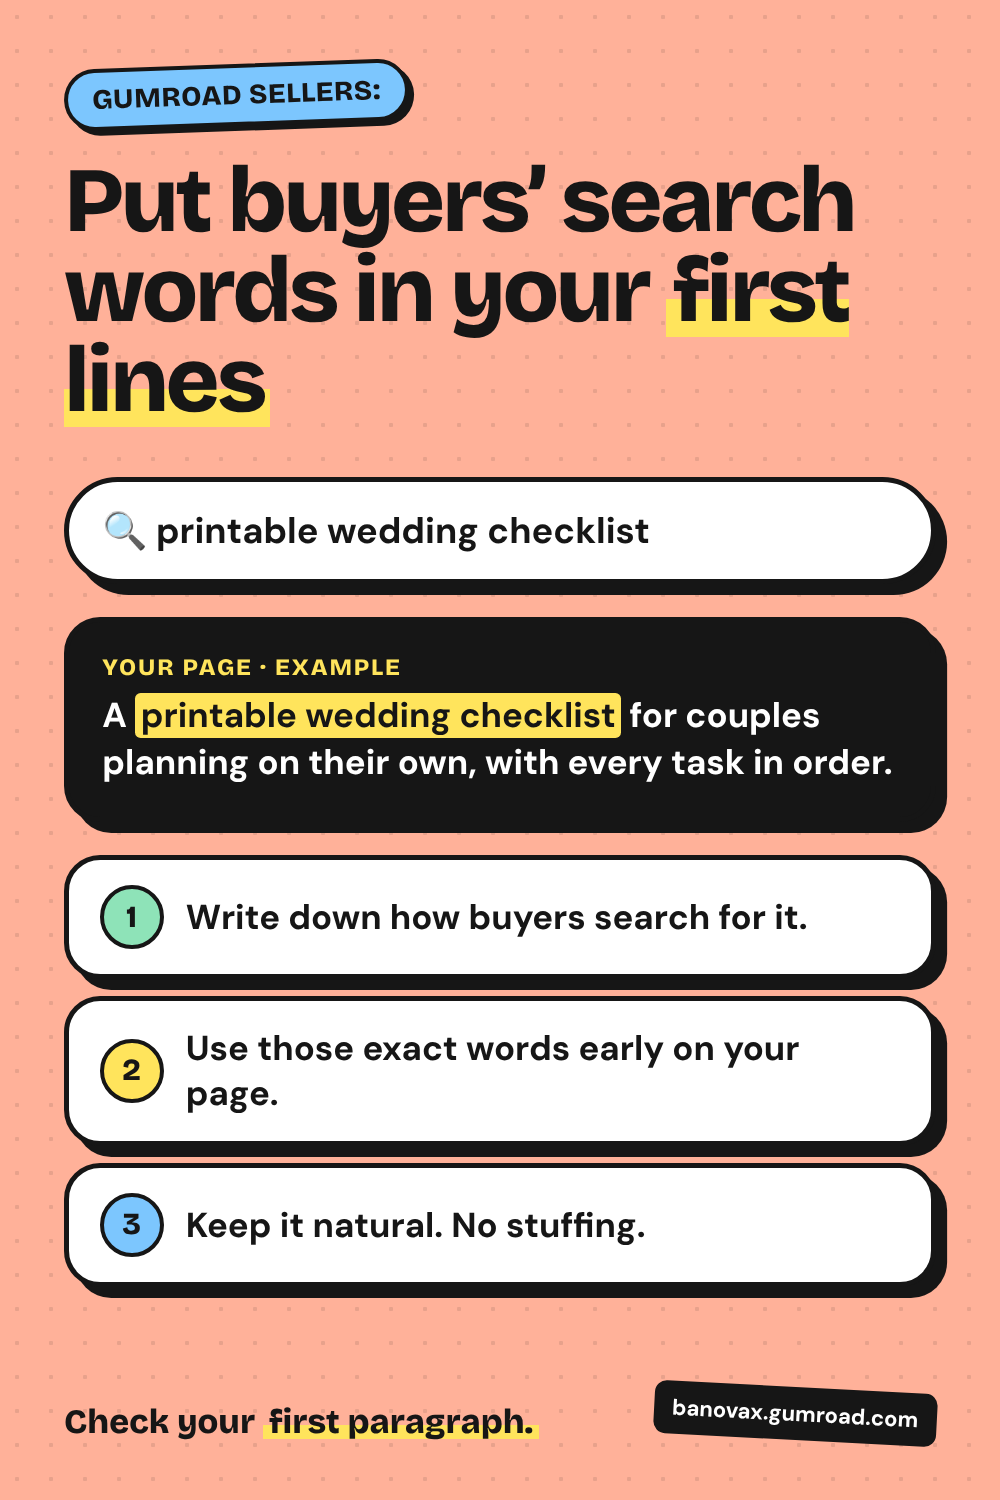 GUMROAD SELLERS:
Put buyers’ search
words in your first
lines
🔍 printable wedding checklist
YOUR PAGE · EXAMPLE
A printable wedding checklist for couples
planning on their own, with every task in order.
1 Write down how buyers search for it.
2 Use those exact words early on your
page.
3 Keep it natural. No stuffing.
Check your first paragraph.
banovax.gumroad.com